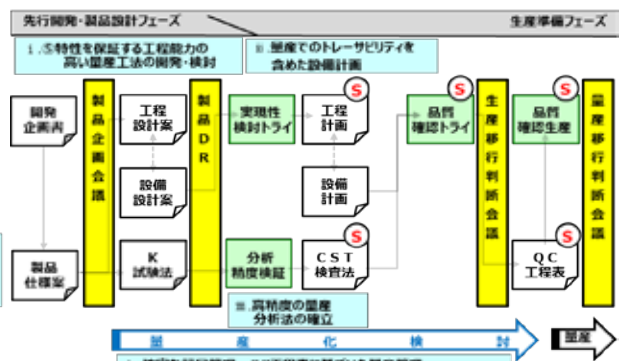 先行開発・製品設計フェーズ
生産準備フェーズ
ⅰ.Ⓢ特性を保証する工程能力の
高い量産工法の開発・検討
ⅱ.量産でのトレーサビリティを
含めた設備計画
開発
企画書
製品企画会議
工程
設計案
製品DR
実現性
検討トライ
S
工程
計画
S
品質
確認トライ
生産移行判断会議
S
品質
確認生産
量産移行判断会議
設備
設計案
設備
計画
製品
仕様案
K
試験法
分析
精度検証
S
CST
検査法
S
QC
工程表
ⅲ.高精度の量産
分析法の確立
量産化検討
量産